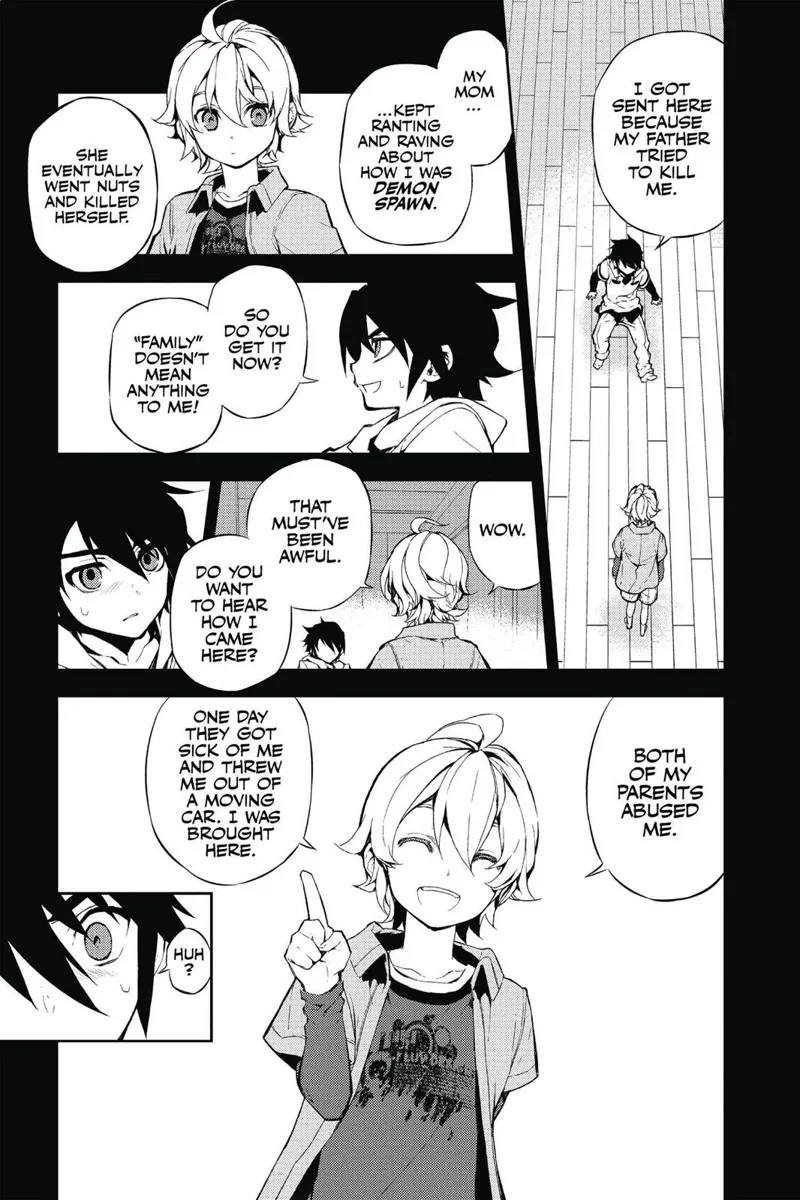 I GOT
SENT HERE
BECAUSE
MY FATHER
TRIED
TO KILL
ME.
MY
MOM
...
...KEPT
RANTING
AND RAVING
ABOUT
HOW I WAS
DEMON
SPAWN.
SHE
EVENTUALLY
WENT NUTS
AND KILLED
HERSELF.
SO
DO YOU
GET IT
NOW?
"FAMILY"
DOESN'T
MEAN
ANYTHING
TO ME!
WOW.
THAT
MUST'VE
BEEN
AWFUL.
DO YOU
WANT
TO HEAR
HOW I
CAME
HERE?
BOTH
OF MY
PARENTS
ABUSED
ME.
ONE DAY
THEY GOT
SICK OF ME
AND THREW
ME OUT OF
A MOVING
CAR. I WAS
BROUGHT
HERE.
HUH
?